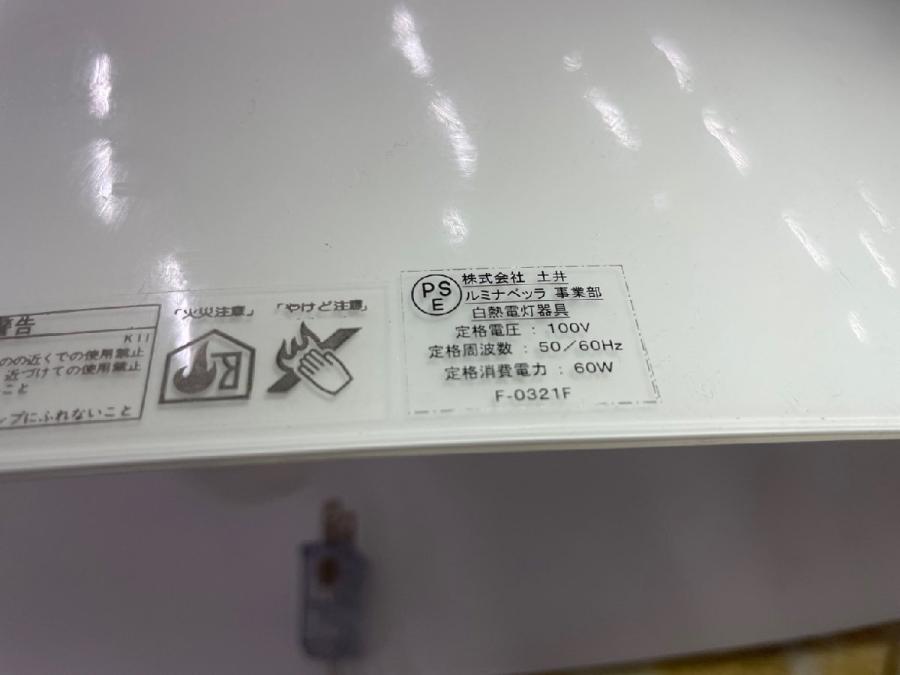 警告
KII
のの近くでの使用禁止
近づけての使用禁止
こと
ップにふれないこと
「火災注意」
「やけど注意」
PS
E
株式会社 土井
ルミナベッラ 事業部
白熱電灯器具
定格電圧 : 100V
定格周波数 : 50/60Hz
定格消費電力 : 60W
F-0321F